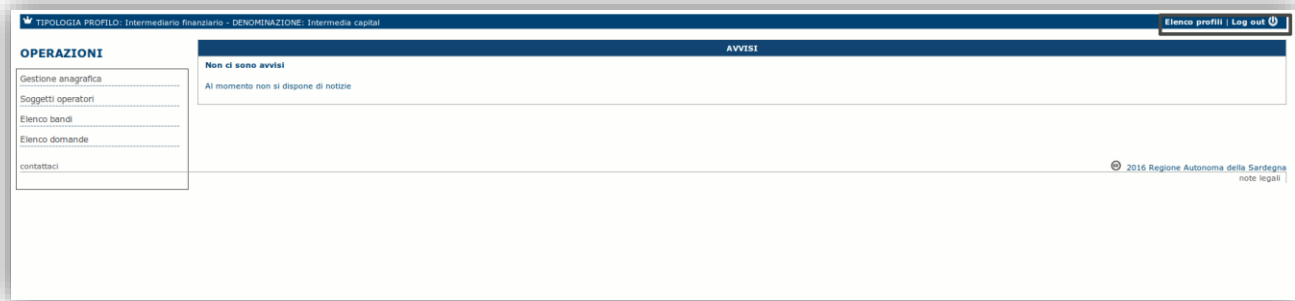 TIPOLOGIA PROFILO: Intermediario finanziario - DENOMINAZIONE: Intermedia capital
Elenco profili | Log out
OPERAZIONI
Gestione anagrafica
Soggetti operatori
Elenco bandi
Elenco domande
contattaci
AVVISI
Non ci sono avvisi
Al momento non si dispone di notizie
2016 Regione Autonoma della Sardegna
note legali